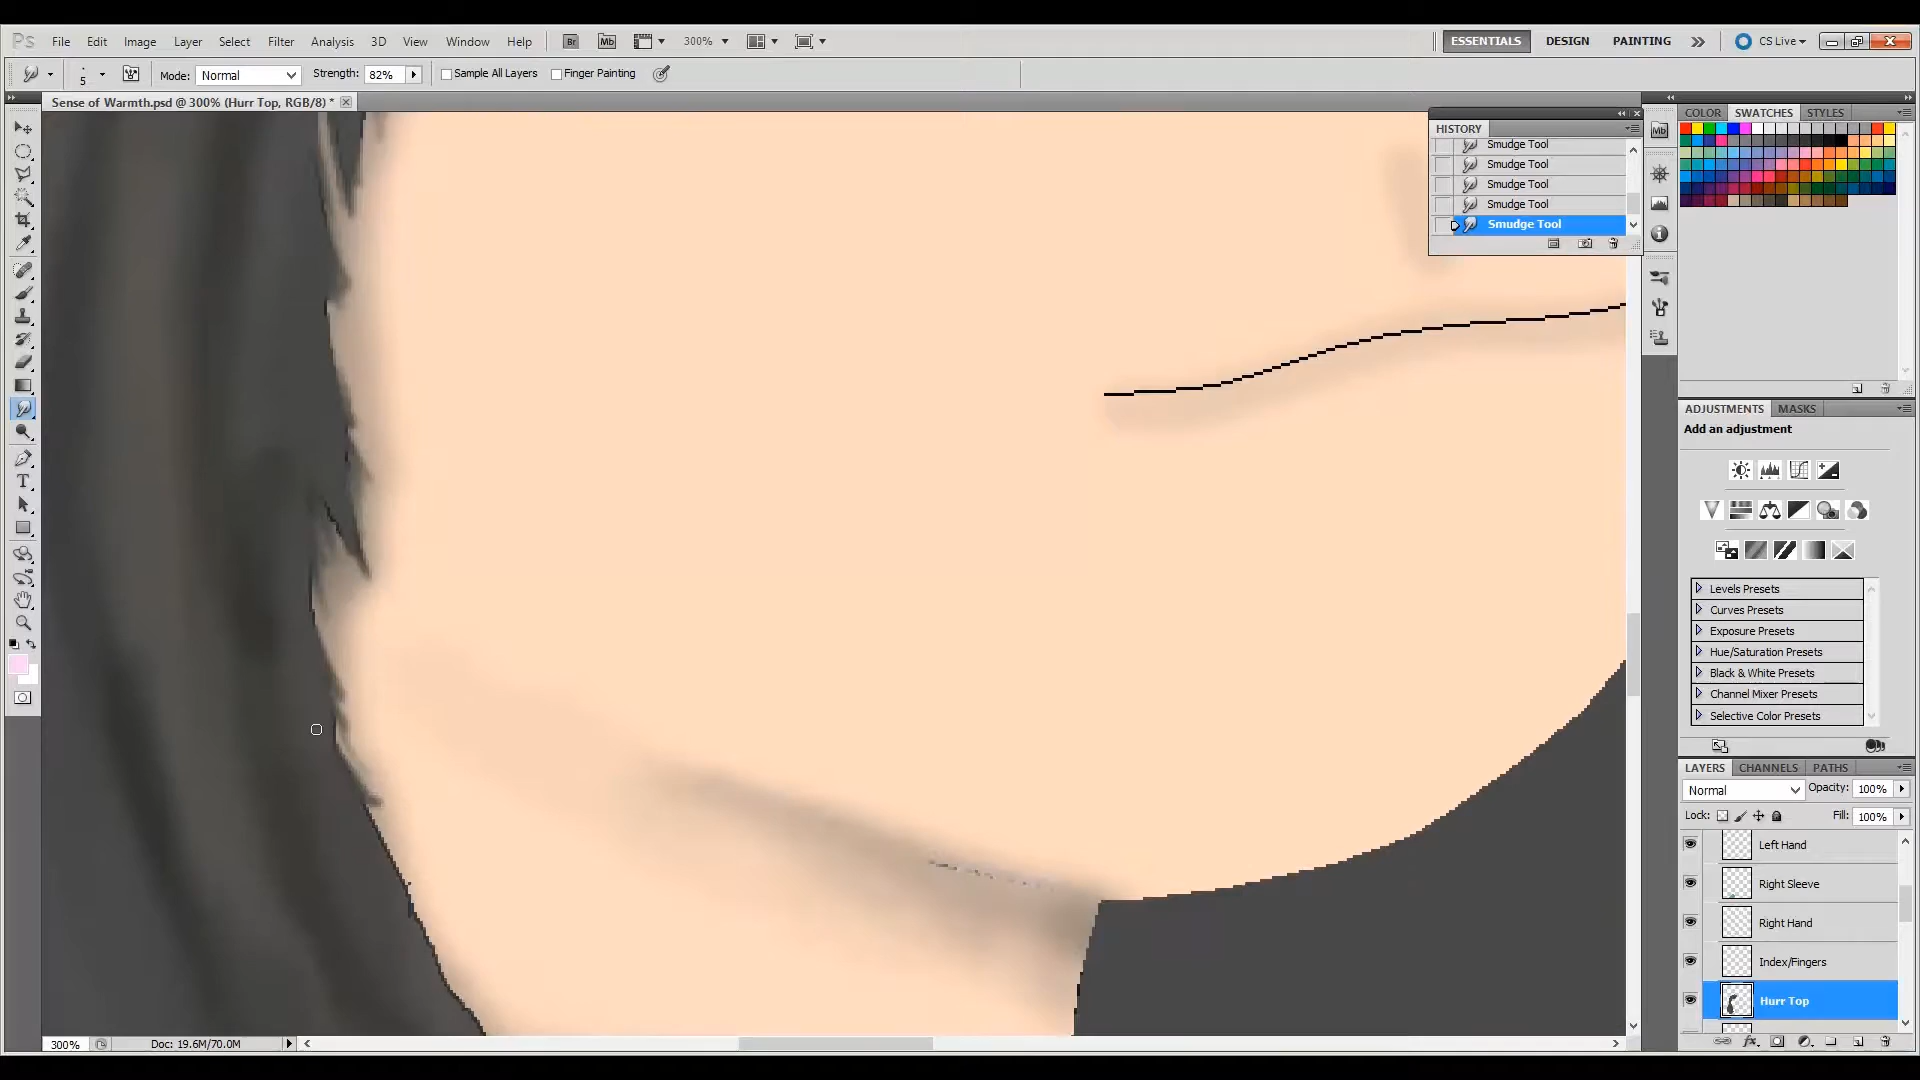 Ps File Edit Image Layer Select Filter Analysis 3D View Window Help Br Mb 300% ESSENTIALS DESIGN PAINTING CS Live
5 Mode: Normal Strength: 82% Sample All Layers Finger Painting
Sense of Warmth.psd @ 300% (Hurr Top, RGB/8) *
HISTORY
Smudge Tool
Smudge Tool
Smudge Tool
Smudge Tool
Smudge Tool
Mb
COLOR SWATCHES STYLES
ADJUSTMENTS MASKS
Add an adjustment
Levels Presets
Curves Presets
Exposure Presets
Hue/Saturation Presets
Black & White Presets
Channel Mixer Presets
Selective Color Presets
LAYERS CHANNELS PATHS
Normal Opacity: 100%
Lock: Fill: 100%
Left Hand
Right Sleeve
Right Hand
Index/Fingers
Hurr Top
300% Doc: 19.6M/70.0M